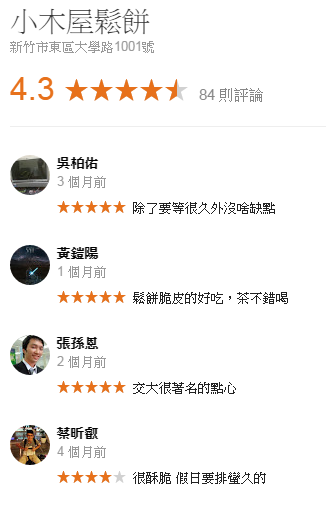 小木屋鬆餅
新竹市東區大學路1001號
4.3 84 則評論
吳柏佑
3 個月前
除了要等很久外沒啥缺點
黃鎧陽
1 個月前
鬆餅脆皮的好吃，茶不錯喝
張孫恩
2 個月前
交大很著名的點心
蔡昕叡
4 個月前
很酥脆 假日要排蠻久的